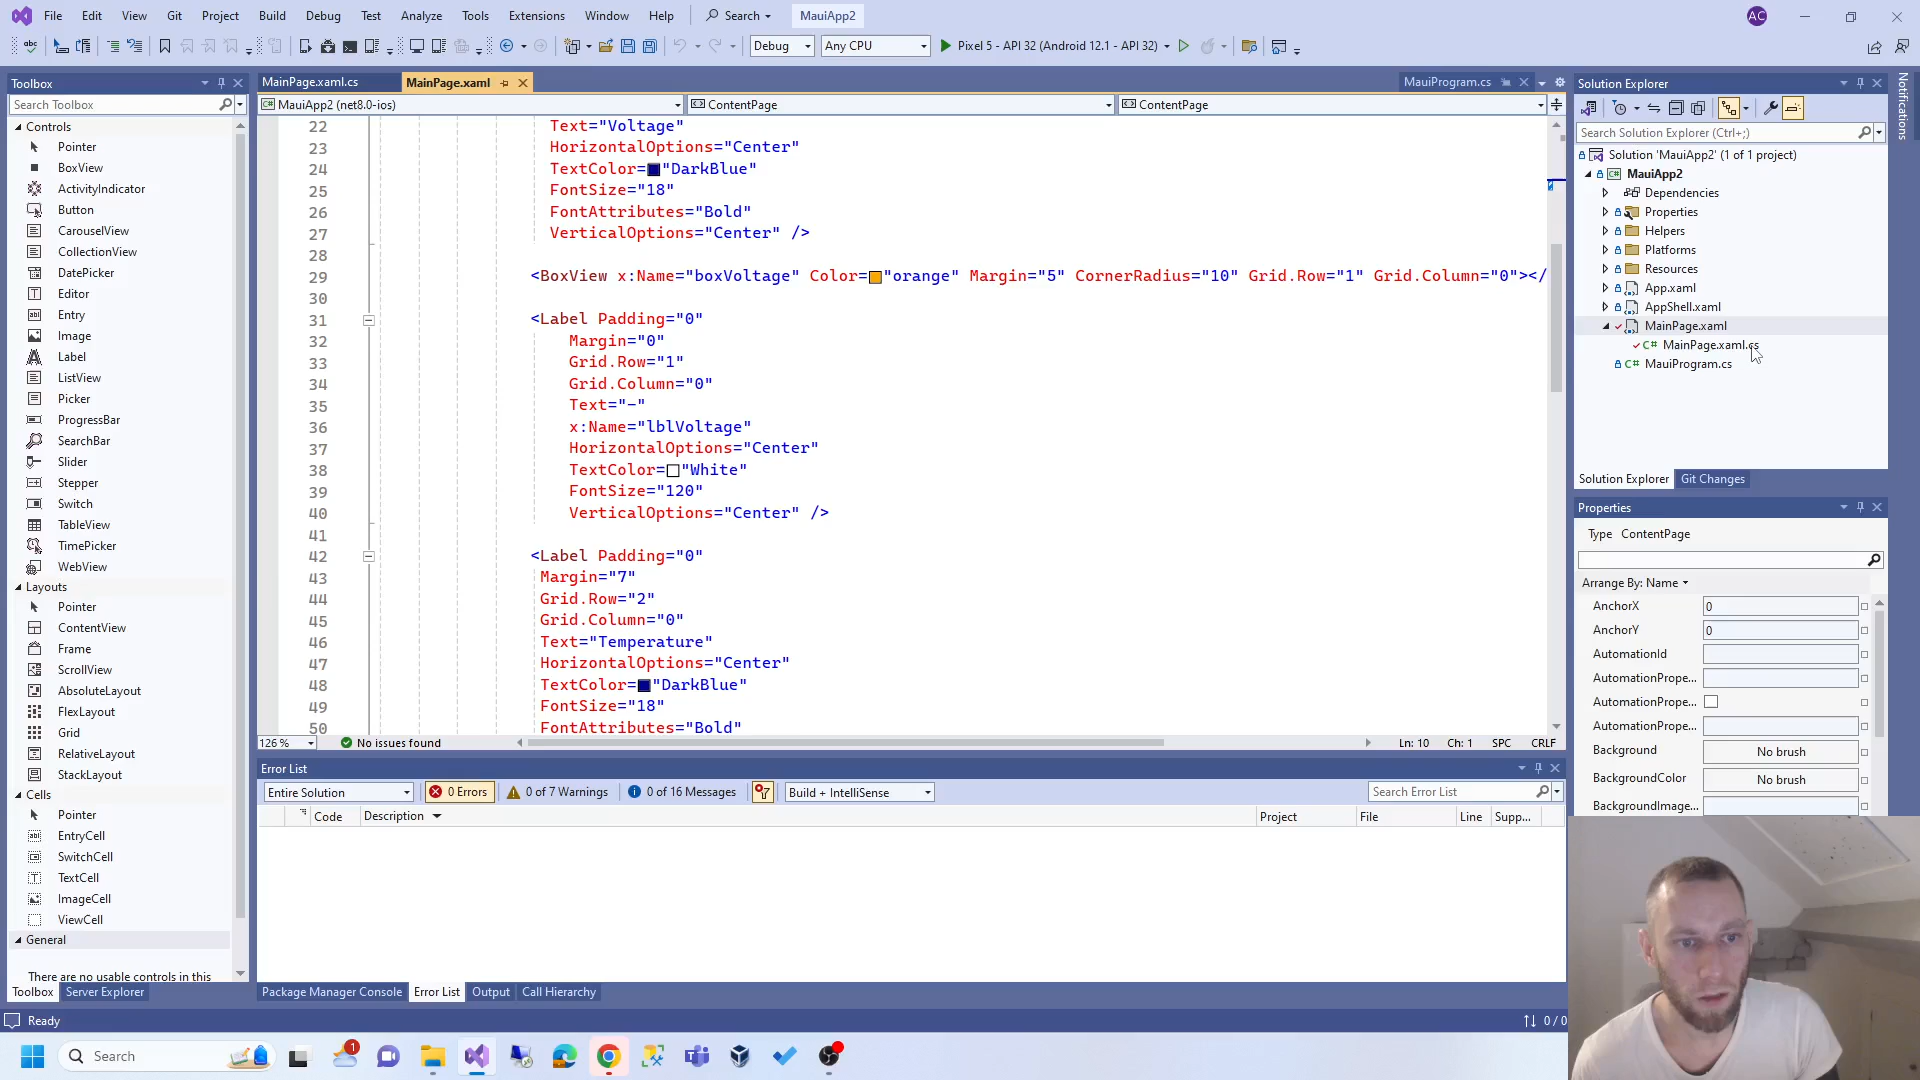 File Edit View Git Project Build Debug Test Analyze Tools Extensions Window Help Search MauiApp2 AC
Debug Any CPU Pixel 5 - API 32 (Android 12.1 - API 32)
Toolbox
Search Toolbox
Controls
Pointer
BoxView
ActivityIndicator
Button
CarouselView
CollectionView
DatePicker
Editor
Entry
Image
Label
ListView
Picker
ProgressBar
SearchBar
Slider
Stepper
Switch
TableView
TimePicker
WebView
Layouts
Pointer
ContentView
Frame
ScrollView
AbsoluteLayout
FlexLayout
Grid
RelativeLayout
StackLayout
Cells
Pointer
EntryCell
SwitchCell
TextCell
ImageCell
ViewCell
General
There are no usable controls in this
Toolbox Server Explorer
MainPage.xaml.cs MainPage.xaml MauiProgram.cs
MauiApp2 (net8.0-ios) ContentPage ContentPage
22 Text="Voltage"
23 HorizontalOptions="Center"
24 TextColor="DarkBlue"
25 FontSize="18"
26 FontAttributes="Bold"
27 VerticalOptions="Center" />
28
29 <BoxView x:Name="boxVoltage" Color="orange" Margin="5" CornerRadius="10" Grid.Row="1" Grid.Column="0"></
30
31 <Label Padding="0"
32 Margin="0"
33 Grid.Row="1"
34 Grid.Column="0"
35 Text="-"
36 x:Name="lblVoltage"
37 HorizontalOptions="Center"
38 TextColor="White"
39 FontSize="120"
40 VerticalOptions="Center" />
41
42 <Label Padding="0"
43 Margin="7"
44 Grid.Row="2"
45 Grid.Column="0"
46 Text="Temperature"
47 HorizontalOptions="Center"
48 TextColor="DarkBlue"
49 FontSize="18"
50 FontAttributes="Bold"
126 % No issues found Ln: 10 Ch: 1 SPC CRLF
Error List
Entire Solution 0 Errors 0 of 7 Warnings 0 of 16 Messages Build + IntelliSense Search Error List
Code Description Project File Line Supp...
Package Manager Console Error List Output Call Hierarchy
Solution Explorer
Search Solution Explorer (Ctrl+;)
Solution 'MauiApp2' (1 of 1 project)
MauiApp2
Dependencies
Properties
Helpers
Platforms
Resources
App.xaml
AppShell.xaml
MainPage.xaml
MainPage.xaml.cs
MauiProgram.cs
Solution Explorer Git Changes
Properties
Type ContentPage
Arrange By: Name
AnchorX 0
AnchorY 0
AutomationId
AutomationPrope...
AutomationPrope...
AutomationPrope...
Background No brush
BackgroundColor No brush
BackgroundImage...
Notifications
Ready 0 / 0
Search 1